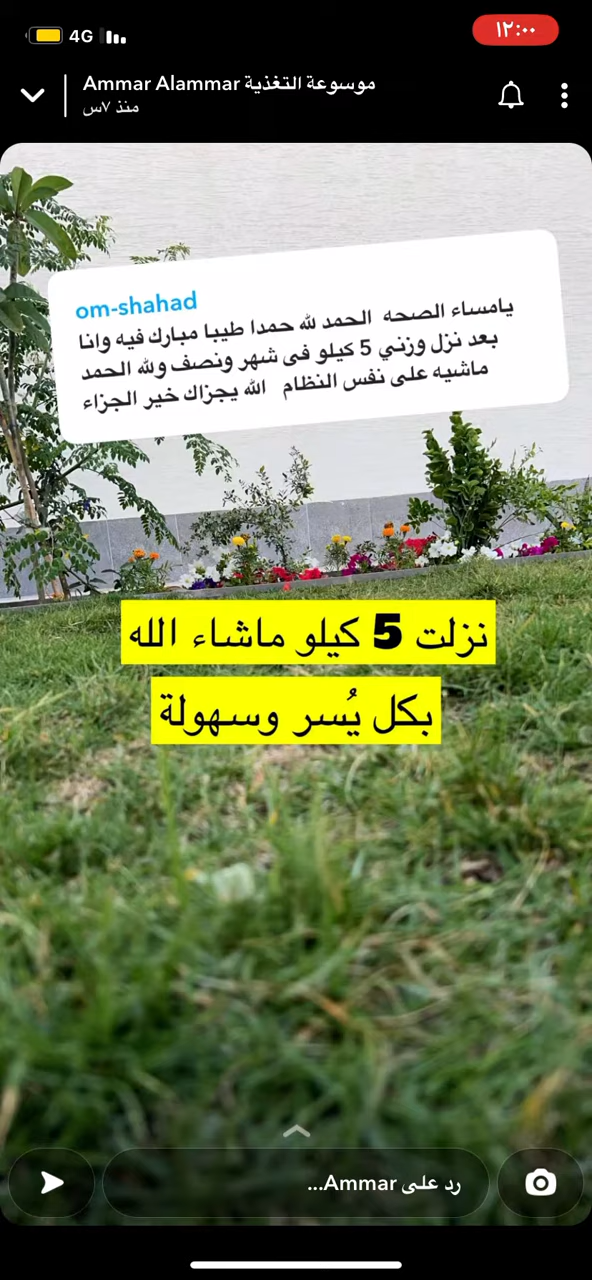 ١٢:٠٠
4G
موسوعة التغذية Ammar Alammar
منذ ٧س
om-shahad
يامساء الصحه الحمد لله حمدا طيبا مبارك فيه وانا
بعد نزل وزني 5 كيلو فى شهر ونصف ولله الحمد
ماشيه على نفس النظام الله يجزاك خير الجزاء
نزلت 5 كيلو ماشاء الله
بكل يُسر وسهولة
رد على Ammar...